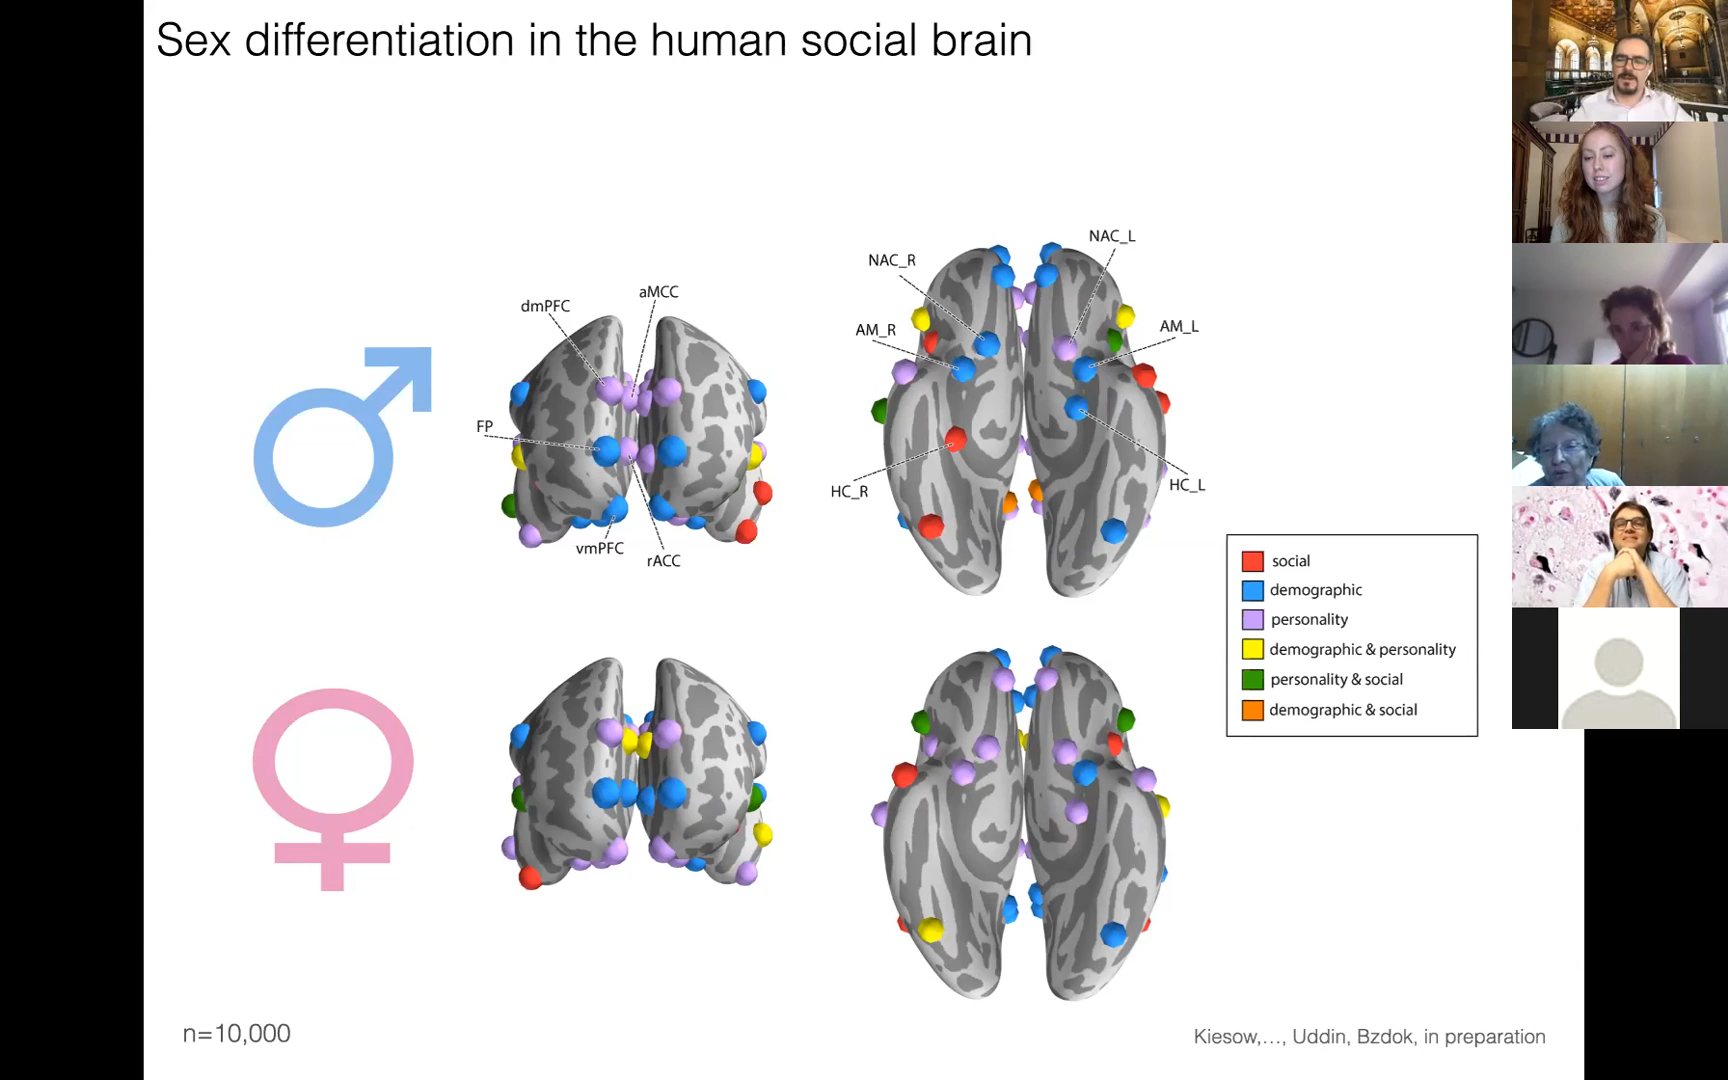 Sex differentiation in the human social brain
NAC_L
NAC_R
aMCC
dmPFC
AM_R
AM_L
FP
HC_R
HC_L
vmPFC
rACC
social
demographic
personality
demographic & personality
personality & social
demographic & social
n=10,000
Kiesow,..., Uddin, Bzdok, in preparation